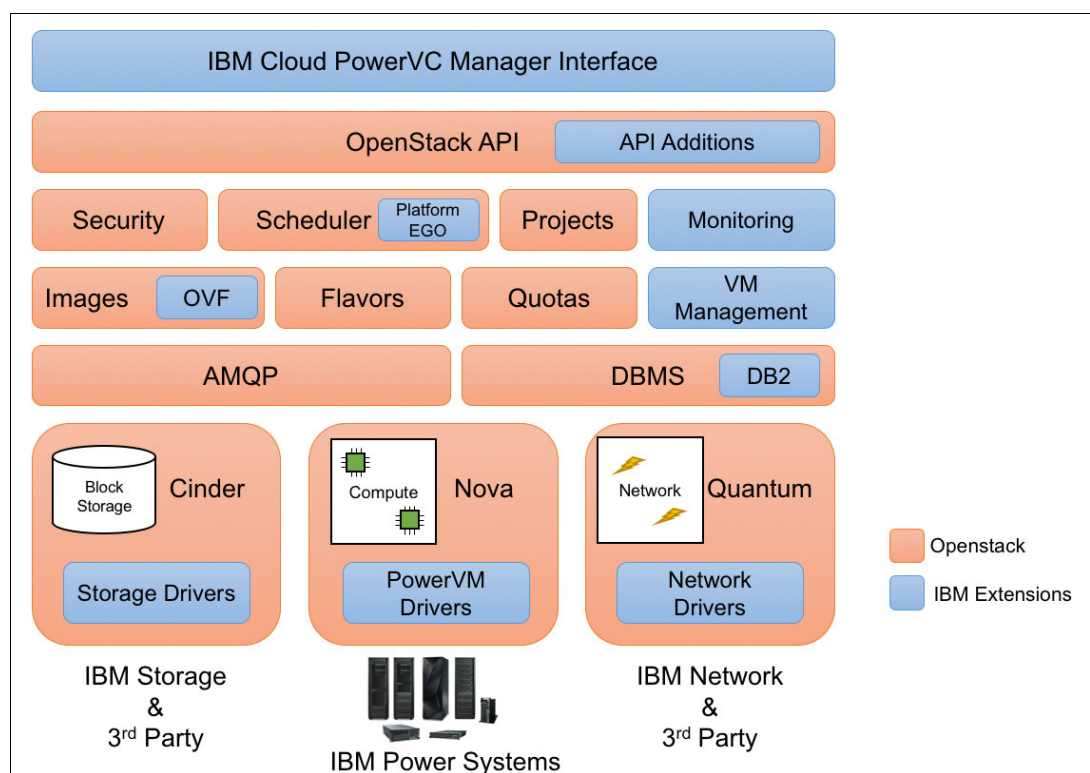 IBM Cloud PowerVC Manager Interface
OpenStack API
API Additions
Security
Scheduler
Platform
EGO
Projects
Monitoring
Images
OVF
Flavors
Quotas
VM
Management
AMQP
DBMS
DB2
Block
Storage
Cinder
Storage Drivers
Compute
Nova
PowerVM
Drivers
Network
Quantum
Network
Drivers
Openstack
IBM Extensions
IBM Storage
&
3rd Party
IBM Power Systems
IBM Network
&
3rd Party